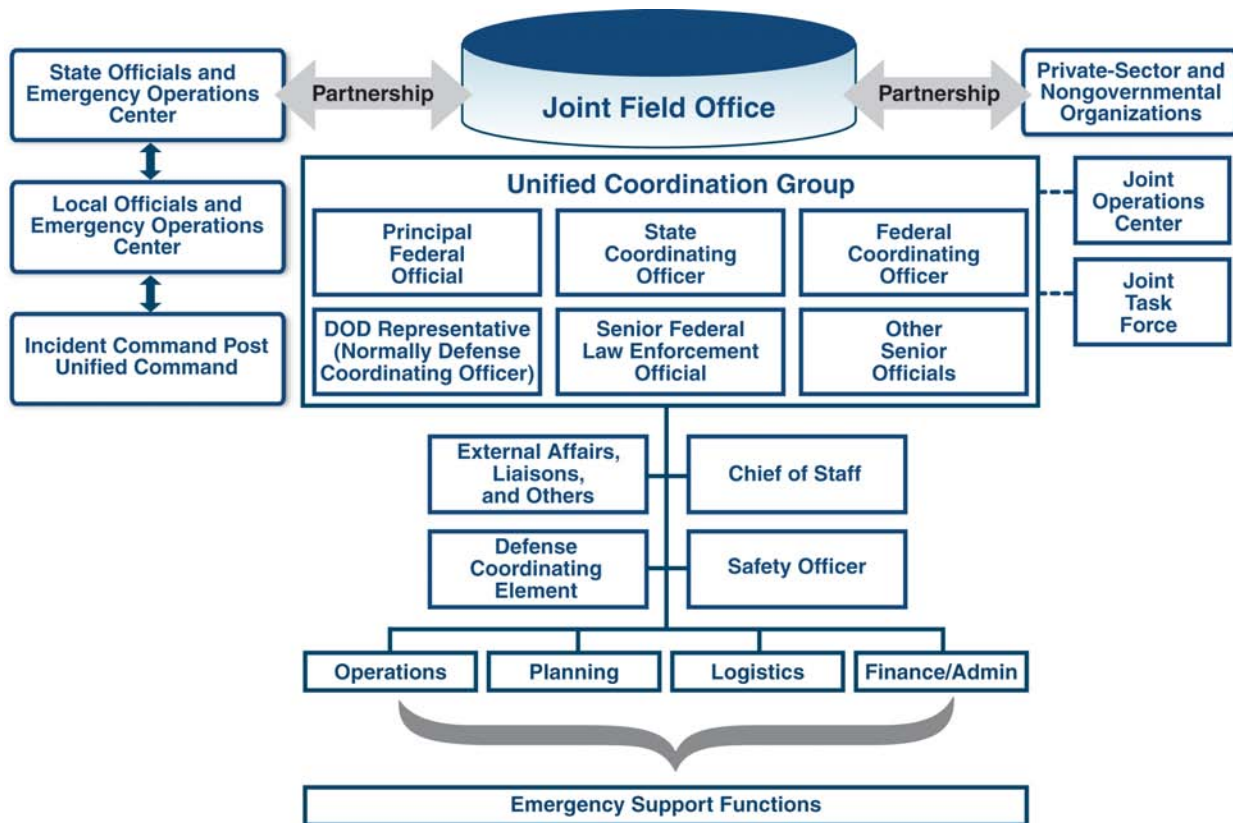 State Officials and
Emergency Operations
Center
Partnership
Joint Field Office
Partnership
Private-Sector and
Nongovernmental
Organizations
Local Officials and
Emergency Operations
Center
Incident Command Post
Unified Command
Unified Coordination Group
Principal
Federal
Official
State
Coordinating
Officer
Federal
Coordinating
Officer
DOD Representative
(Normally Defense
Coordinating Officer)
Senior Federal
Law Enforcement
Official
Other
Senior
Officials
Joint
Operations
Center
Joint
Task
Force
External Affairs,
Liaisons,
and Others
Chief of Staff
Defense
Coordinating
Element
Safety Officer
Operations
Planning
Logistics
Finance/Admin
Emergency Support Functions